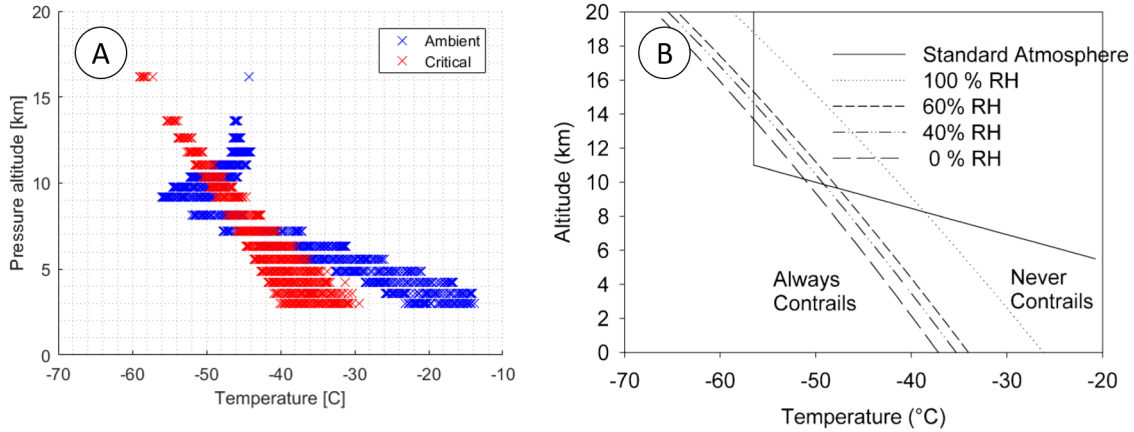 A
Ambient
Critical
20
15
10
5
0
Pressure altitude [km]
-70
-60
-50
-40
-30
-20
-10
Temperature [C]
B
Standard Atmosphere
100 % RH
60% RH
40% RH
0 % RH
20
18
16
14
12
10
8
6
4
2
0
Altitude (km)
Always
Contrails
Never
Contrails
-70
-60
-50
-40
-30
-20
Temperature (°C)